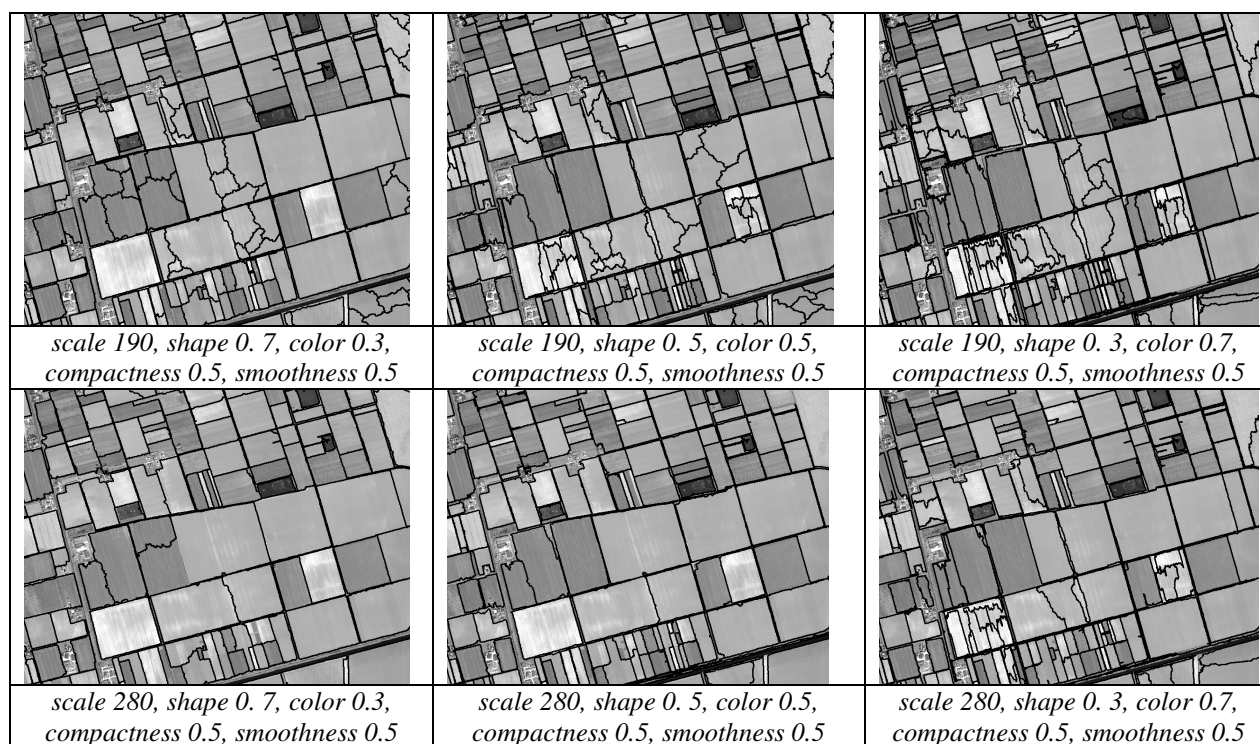 scale 190, shape 0. 7, color 0.3,
compactness 0.5, smoothness 0.5
scale 190, shape 0. 5, color 0.5,
compactness 0.5, smoothness 0.5
scale 190, shape 0. 3, color 0.7,
compactness 0.5, smoothness 0.5
scale 280, shape 0. 7, color 0.3,
compactness 0.5, smoothness 0.5
scale 280, shape 0. 5, color 0.5,
compactness 0.5, smoothness 0.5
scale 280, shape 0. 3, color 0.7,
compactness 0.5, smoothness 0.5